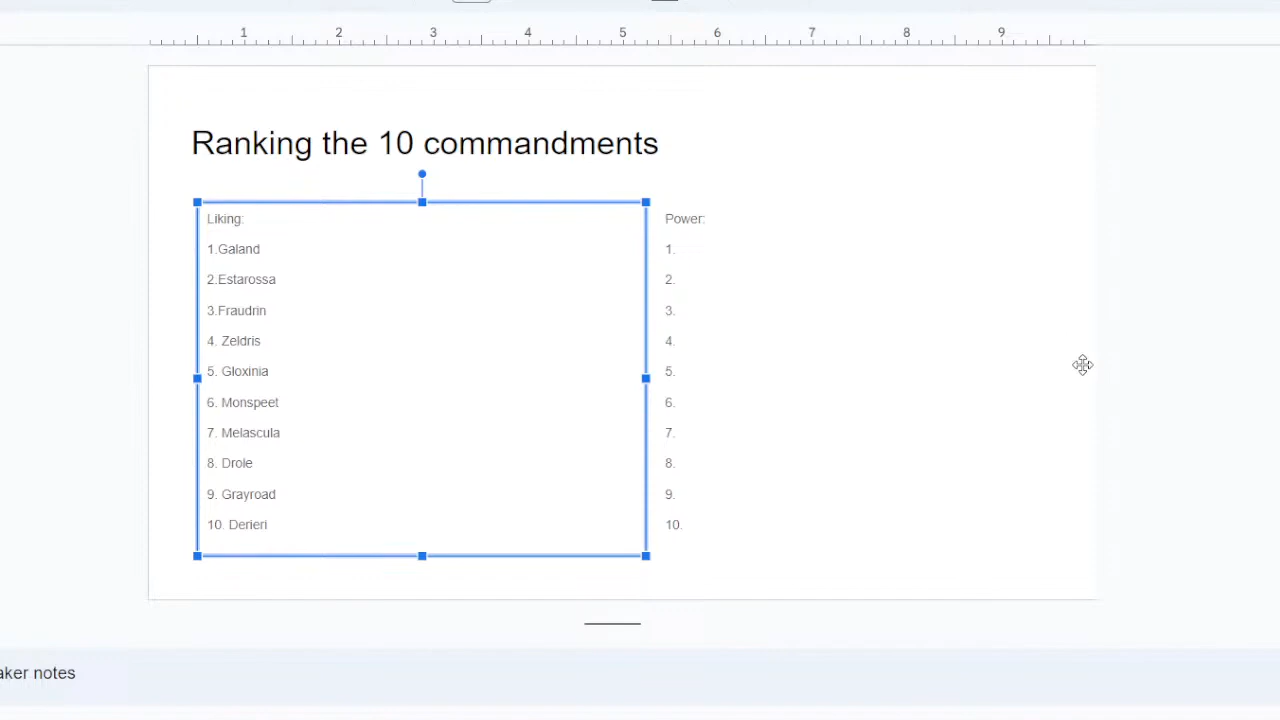 1 2 3 4 5 6 7 8 9
Ranking the 10 commandments
Liking:
1.Galand
2.Estarossa
3.Fraudrin
4. Zeldris
5. Gloxinia
6. Monspeet
7. Melascula
8. Drole
9. Grayroad
10. Derieri
Power:
1.
2.
3.
4.
5.
6.
7.
8.
9.
10.
aker notes